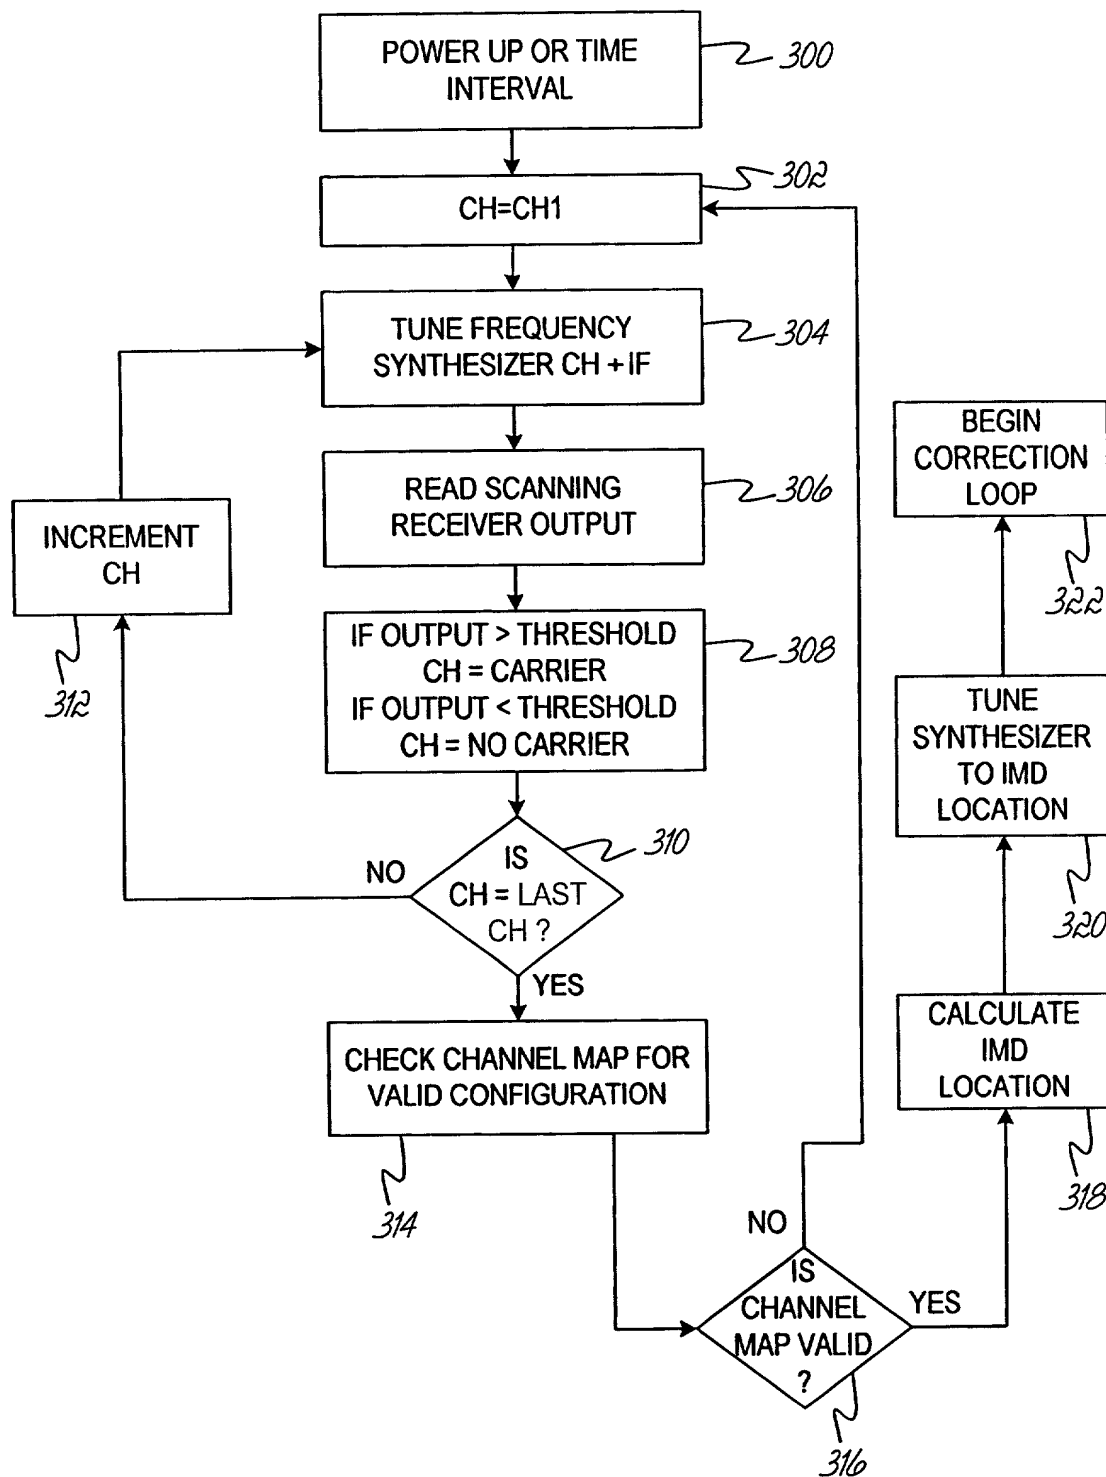 POWER UP OR TIME
INTERVAL
300
302
CH=CH1
TUNE FREQUENCY
SYNTHESIZER CH + IF
304
READ SCANNING
RECEIVER OUTPUT
306
INCREMENT
CH
312
IF OUTPUT > THRESHOLD
CH = CARRIER
IF OUTPUT < THRESHOLD
CH = NO CARRIER
308
310
NO
IS
CH = LAST
CH ?
YES
CHECK CHANNEL MAP FOR
VALID CONFIGURATION
314
NO
IS
CHANNEL
MAP VALID
?
YES
316
CALCULATE
IMD
LOCATION
318
TUNE
SYNTHESIZER
TO IMD
LOCATION
320
BEGIN
CORRECTION
LOOP
322